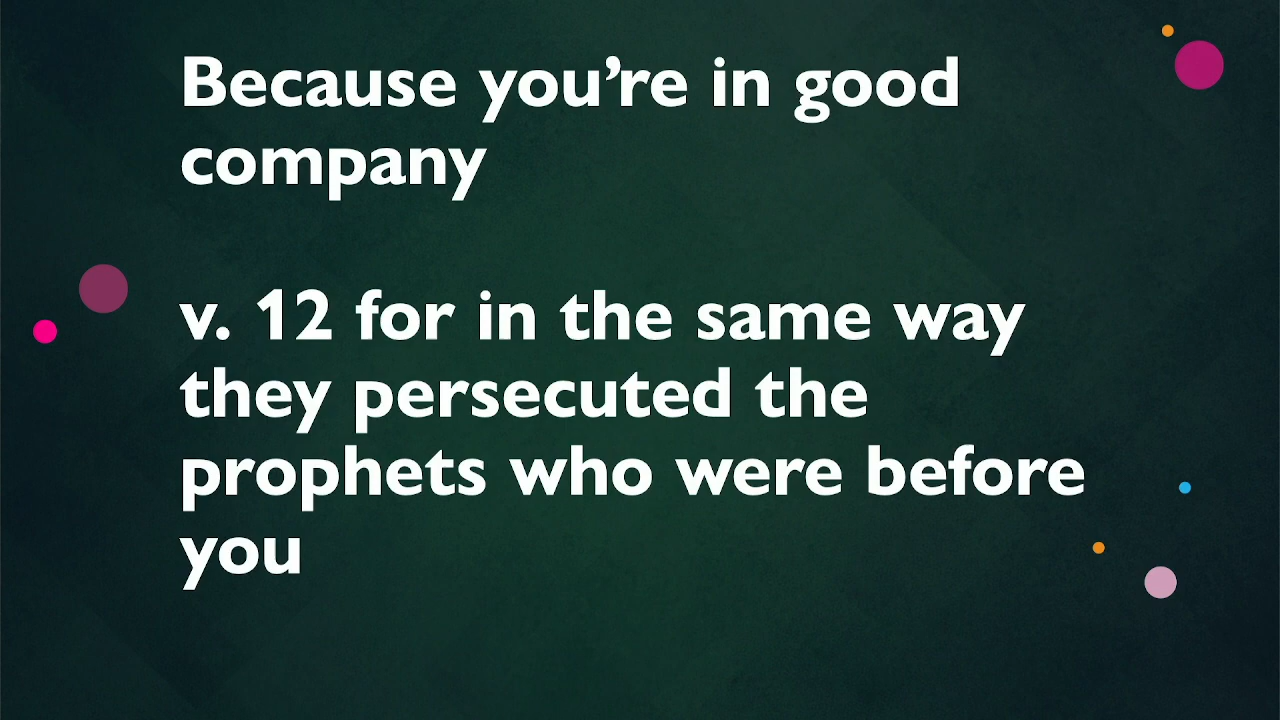 Because you’re in good
company
v. 12 for in the same way
they persecuted the
prophets who were before
you